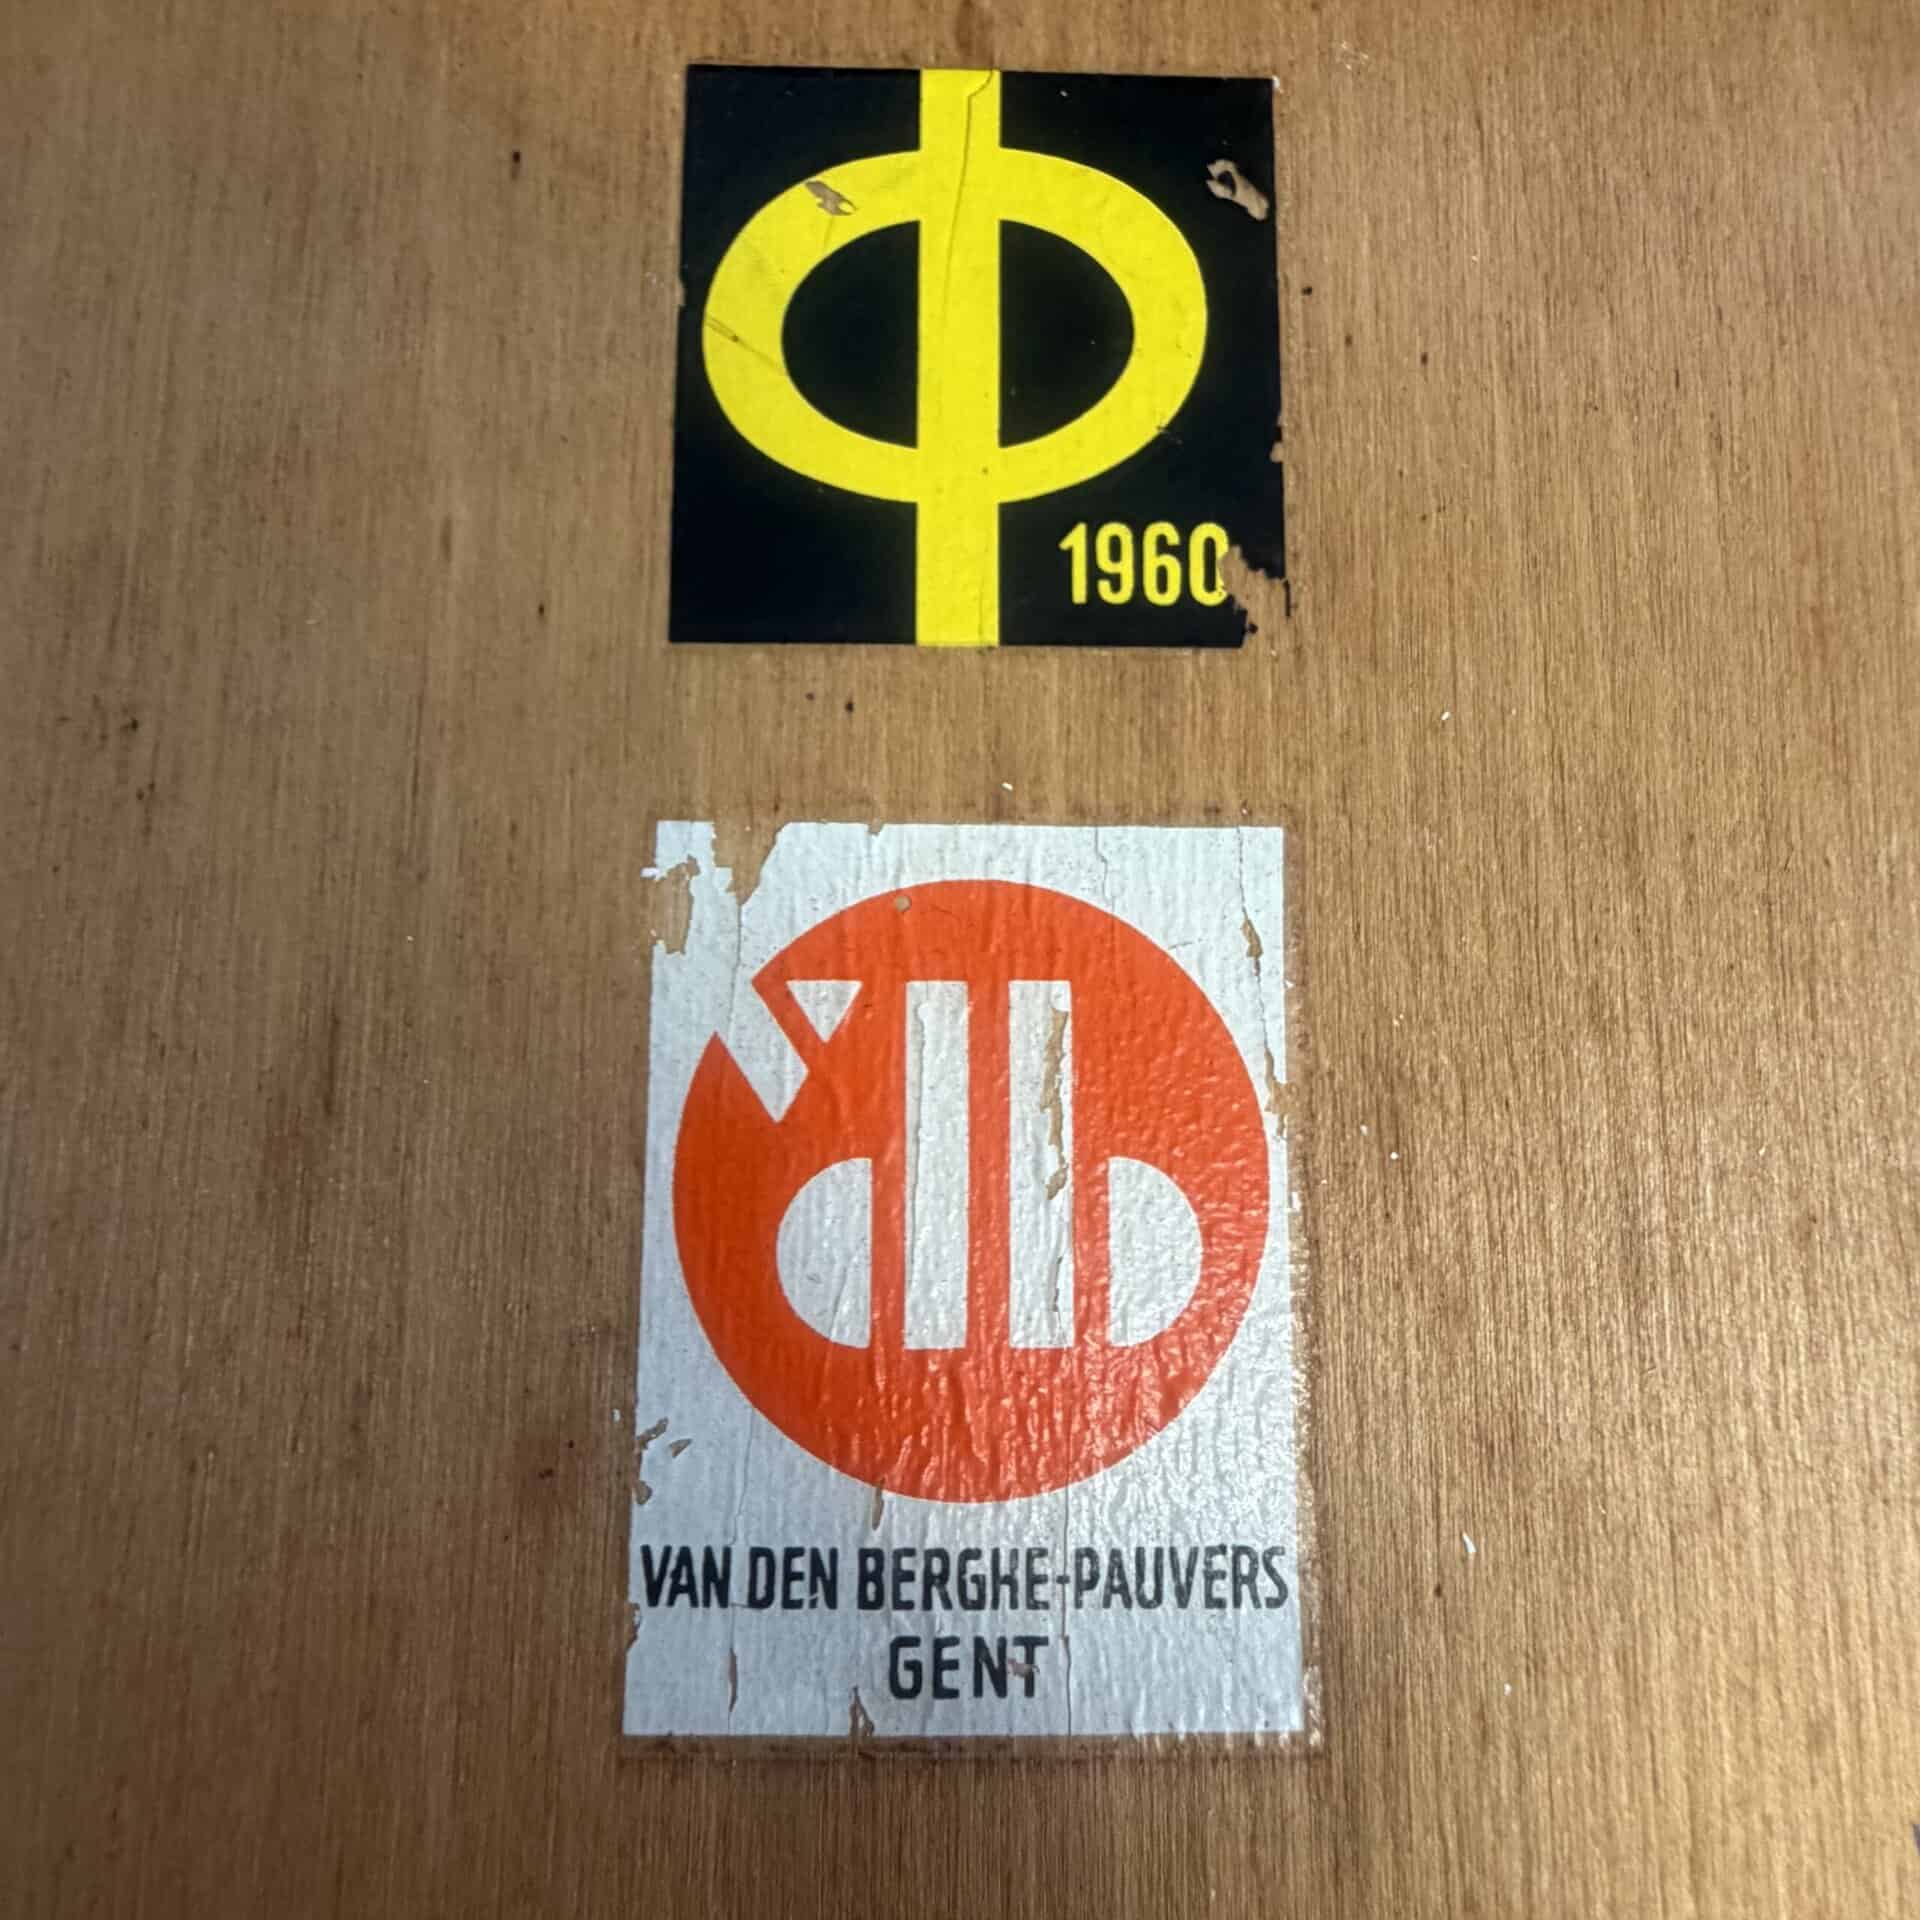 1960
VAN DEN BERGHE-PAUVERS
GENT